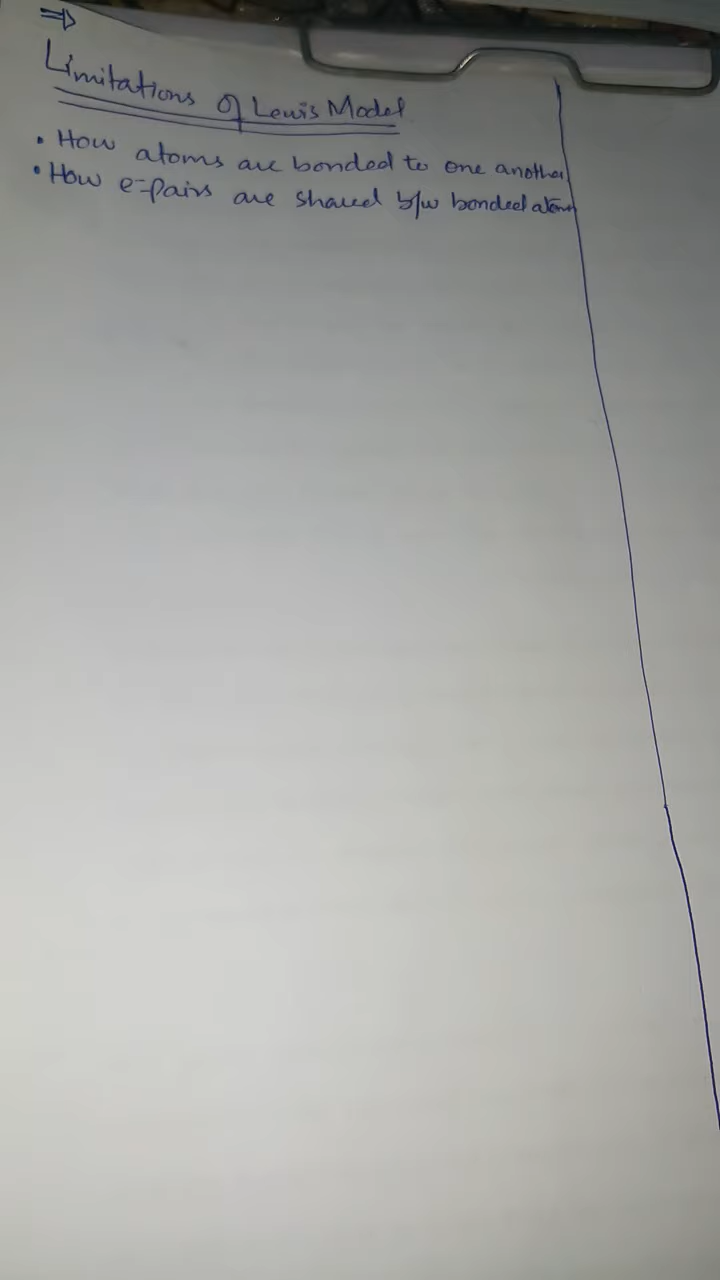 ⇒
Limitations of Lewis Model
• How atoms are bonded to one another
• How e-pairs are shared b/w bonded atoms